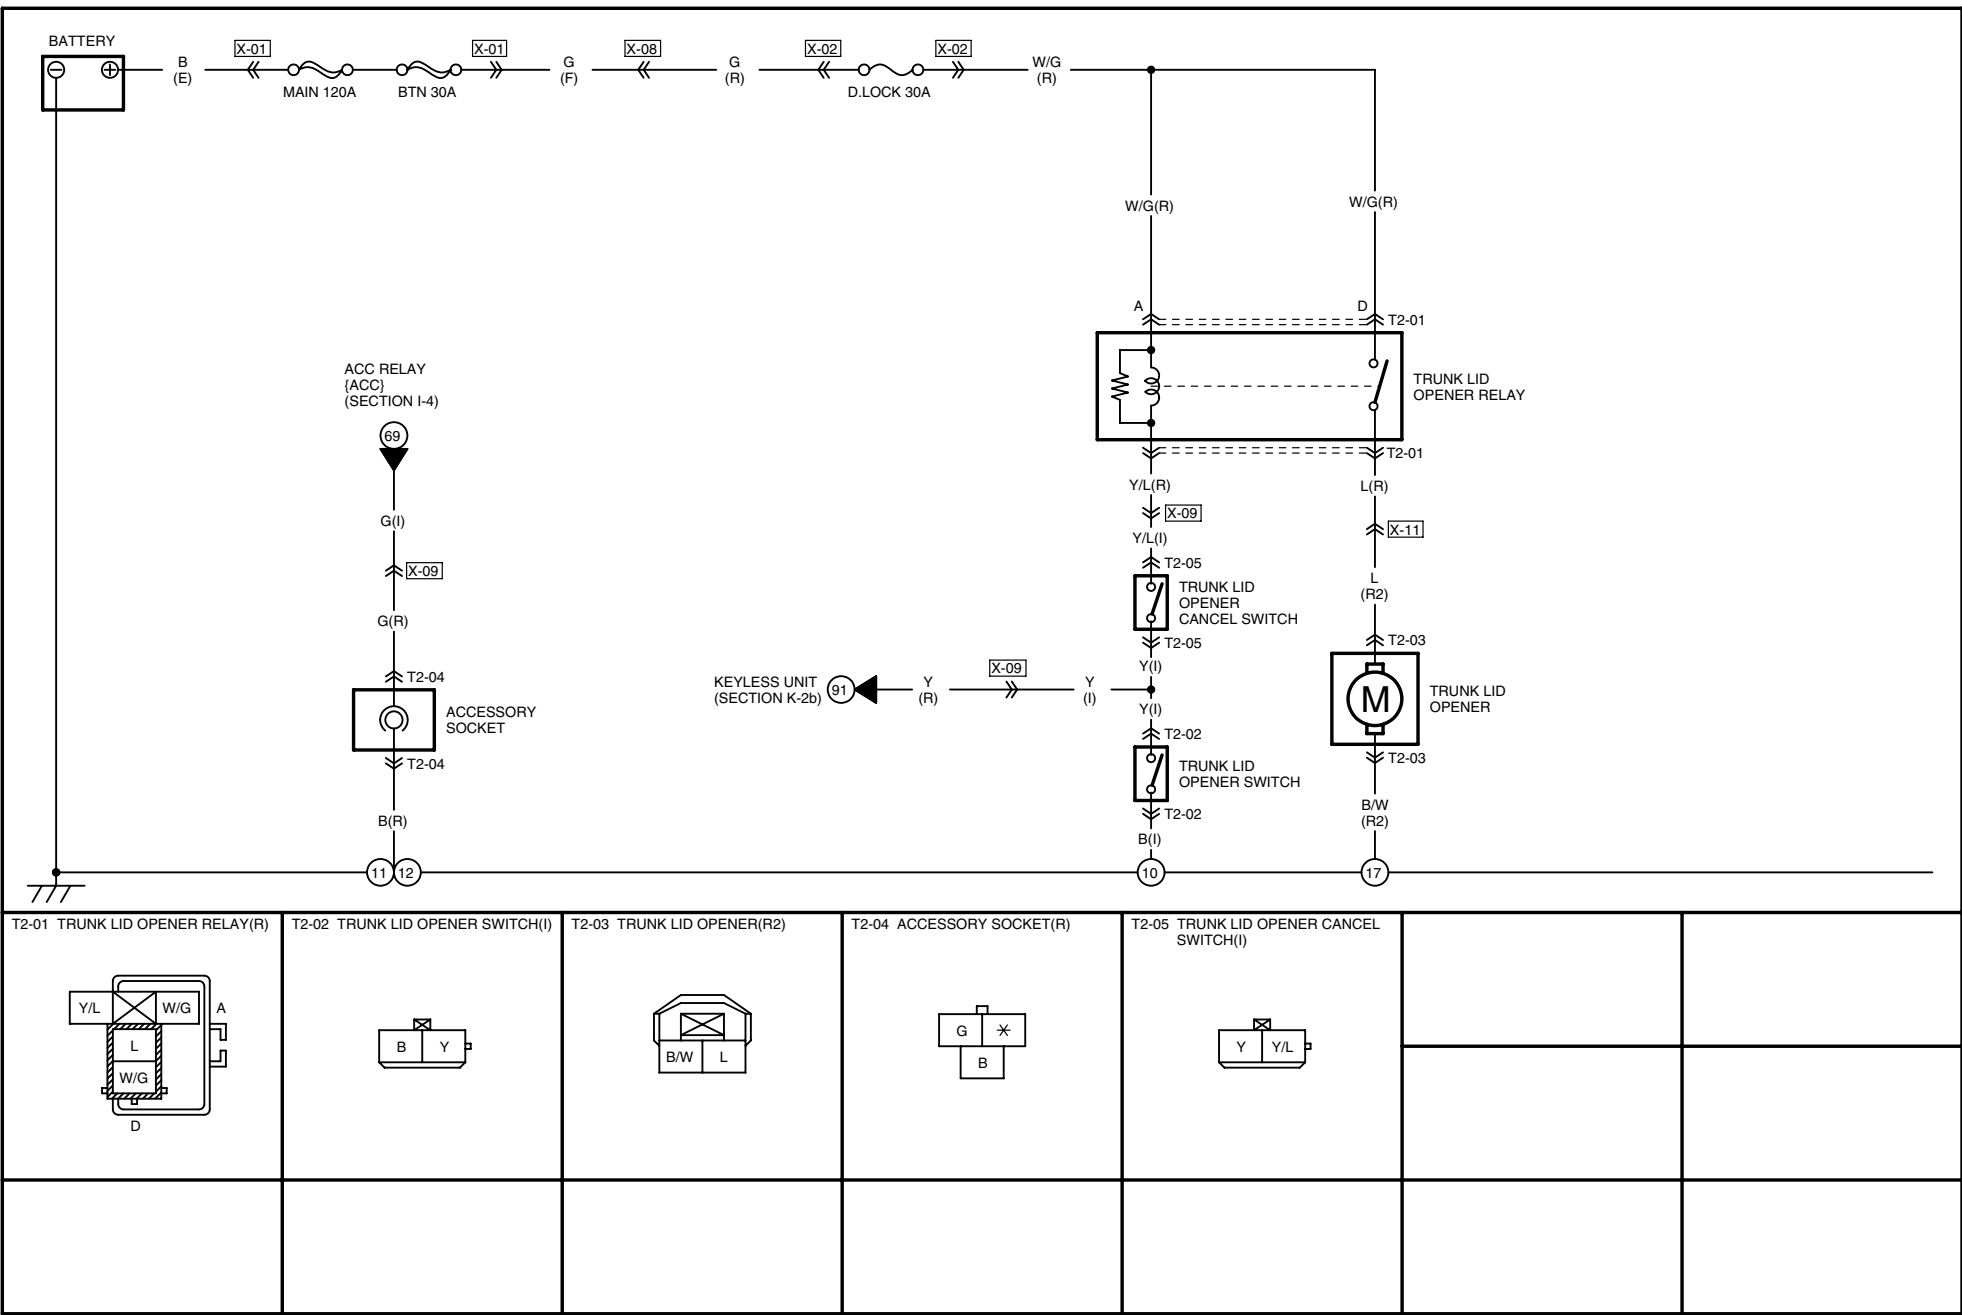 BATTERY
B
(E)
X-01
MAIN 120A
BTN 30A
X-01
G
(F)
X-08
G
(R)
X-02
D.LOCK 30A
X-02
W/G
(R)
W/G(R)
W/G(R)
A
D
T2-01
TRUNK LID
OPENER RELAY
T2-01
ACC RELAY
{ACC}
(SECTION I-4)
69
G(I)
X-09
G(R)
T2-04
ACCESSORY
SOCKET
T2-04
B(R)
11
12
Y/L(R)
X-09
Y/L(I)
T2-05
TRUNK LID
OPENER
CANCEL SWITCH
T2-05
Y(I)
KEYLESS UNIT
(SECTION K-2b)
91
Y
(R)
X-09
Y
(I)
Y(I)
T2-02
TRUNK LID
OPENER SWITCH
T2-02
B(I)
10
L(R)
X-11
L
(R2)
T2-03
M
TRUNK LID
OPENER
T2-03
B/W
(R2)
17
T2-01 TRUNK LID OPENER RELAY(R)
Y/L
W/G
A
L
W/G
D
T2-02 TRUNK LID OPENER SWITCH(I)
B
Y
T2-03 TRUNK LID OPENER(R2)
B/W
L
T2-04 ACCESSORY SOCKET(R)
G
B
T2-05 TRUNK LID OPENER CANCEL
SWITCH(I)
Y
Y/L